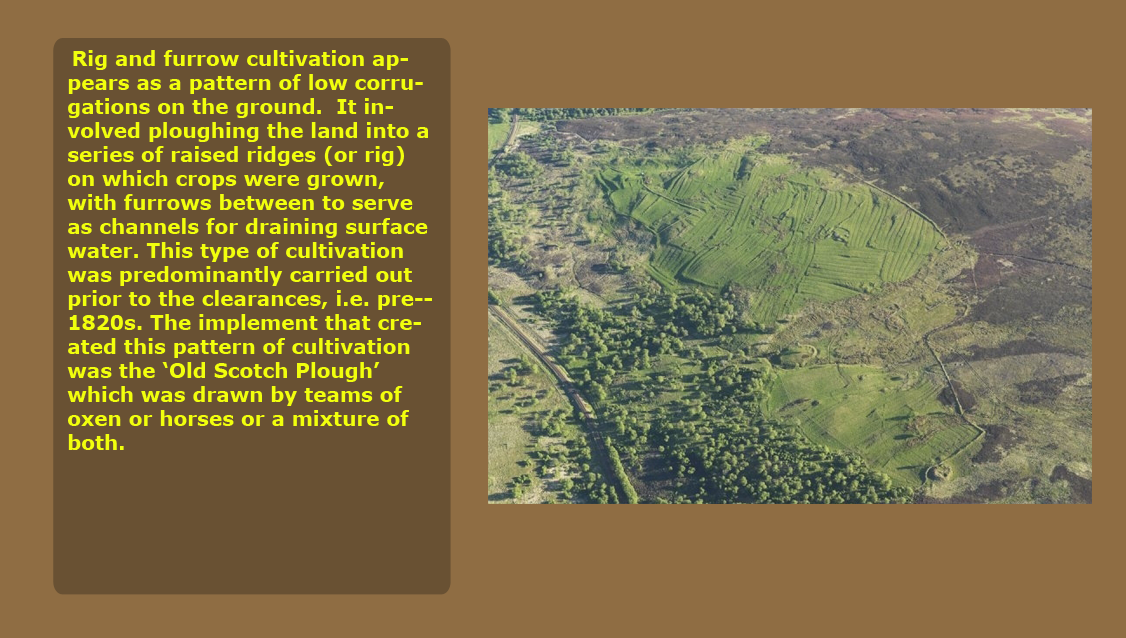 Rig and furrow cultivation ap-
pears as a pattern of low corru-
gations on the ground.  It in-
volved ploughing the land into a
series of raised ridges (or rig)
on which crops were grown,
with furrows between to serve
as channels for draining surface
water. This type of cultivation
was predominantly carried out
prior to the clearances, i.e. pre--
1820s. The implement that cre-
ated this pattern of cultivation
was the ‘Old Scotch Plough’
which was drawn by teams of
oxen or horses or a mixture of
both.